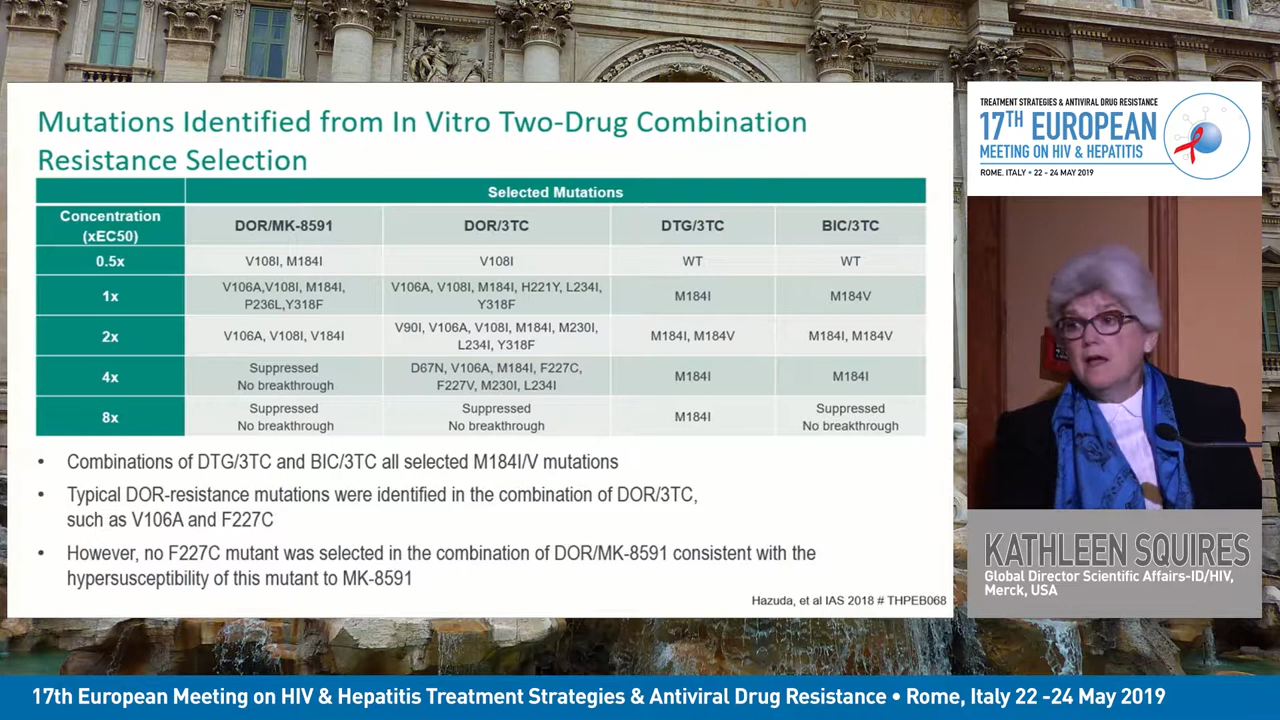 Mutations Identified from In Vitro Two-Drug Combination
Resistance Selection
Selected Mutations
Concentration
(xEC50)
DOR/MK-8591
DOR/3TC
DTG/3TC
BIC/3TC
0.5x
V108I, M184I
V108I
WT
WT
1x
V106A,V108I, M184I,
P236L,Y318F
V106A, V108I, M184I, H221Y, L234I,
Y318F
M184I
M184V
2x
V106A, V108I, V184I
V90I, V106A, V108I, M184I, M230I,
L234I, Y318F
M184I, M184V
M184I, M184V
4x
Suppressed
No breakthrough
D67N, V106A, M184I, F227C,
F227V, M230I, L234I
M184I
M184I
8x
Suppressed
No breakthrough
Suppressed
No breakthrough
M184I
Suppressed
No breakthrough
• Combinations of DTG/3TC and BIC/3TC all selected M184I/V mutations
• Typical DOR-resistance mutations were identified in the combination of DOR/3TC,
such as V106A and F227C
• However, no F227C mutant was selected in the combination of DOR/MK-8591 consistent with the
hypersusceptibility of this mutant to MK-8591
Hazuda, et al IAS 2018 # THPEB068
TREATMENT STRATEGIES & ANTIVIRAL DRUG RESISTANCE
17TH EUROPEAN
MEETING ON HIV & HEPATITIS
ROME. ITALY • 22 - 24 MAY 2019
KATHLEEN SQUIRES
Global Director Scientific Affairs-ID/HIV,
Merck, USA
17th European Meeting on HIV & Hepatitis Treatment Strategies & Antiviral Drug Resistance • Rome, Italy 22 -24 May 2019